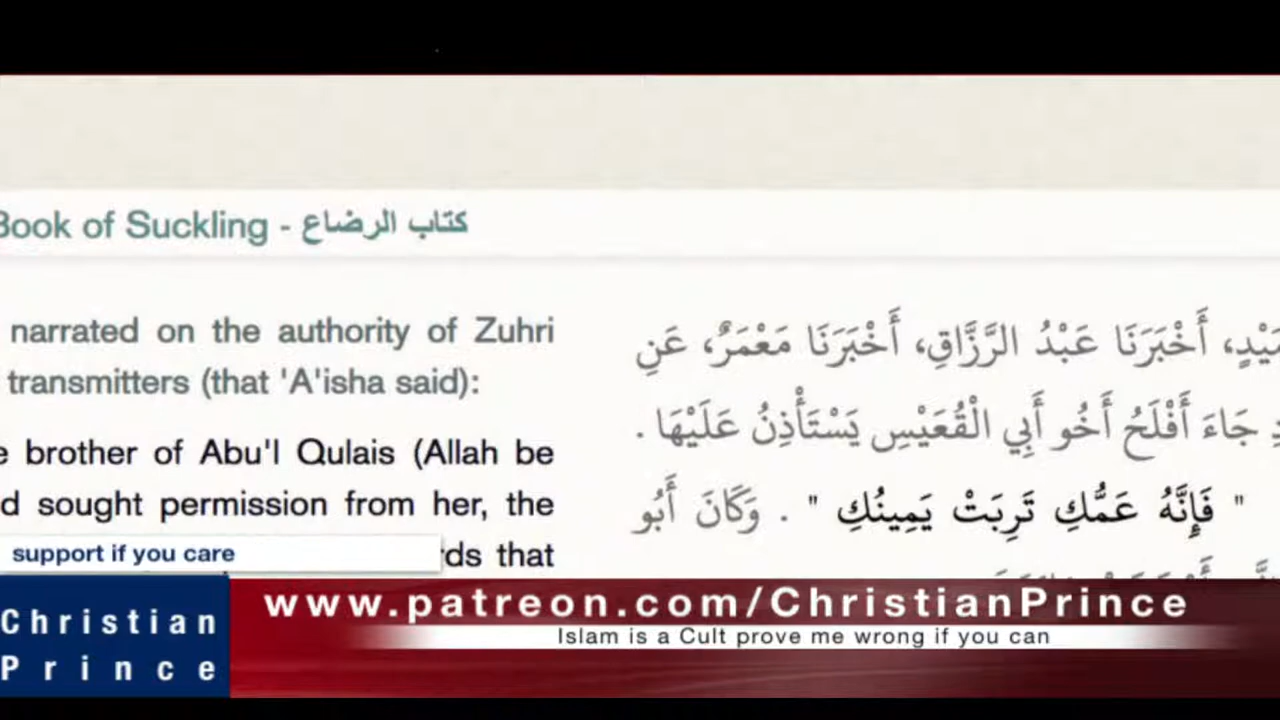 Book of Suckling - كتاب الرضاع
narrated on the authority of Zuhri
transmitters (that 'A'isha said):
brother of Abu'l Qulais (Allah be
sought permission from her, the
that
أَخْبَرَنَا عَبْدُ الرَّزَّاقِ، أَخْبَرَنَا مَعْمَرٌ، عَنِ
جَاءَ أَفْلَحُ أَخُو أَبِي الْقُعَيْسِ يَسْتَأْذِنُ عَلَيْهَا .
" فَإِنَّهُ عَمُّكِ تَرِبَتْ يَمِينُكِ " . وَكَانَ أَبُو
support if you care
Christian
Prince
www.patreon.com/ChristianPrince
Islam is a Cult prove me wrong if you can